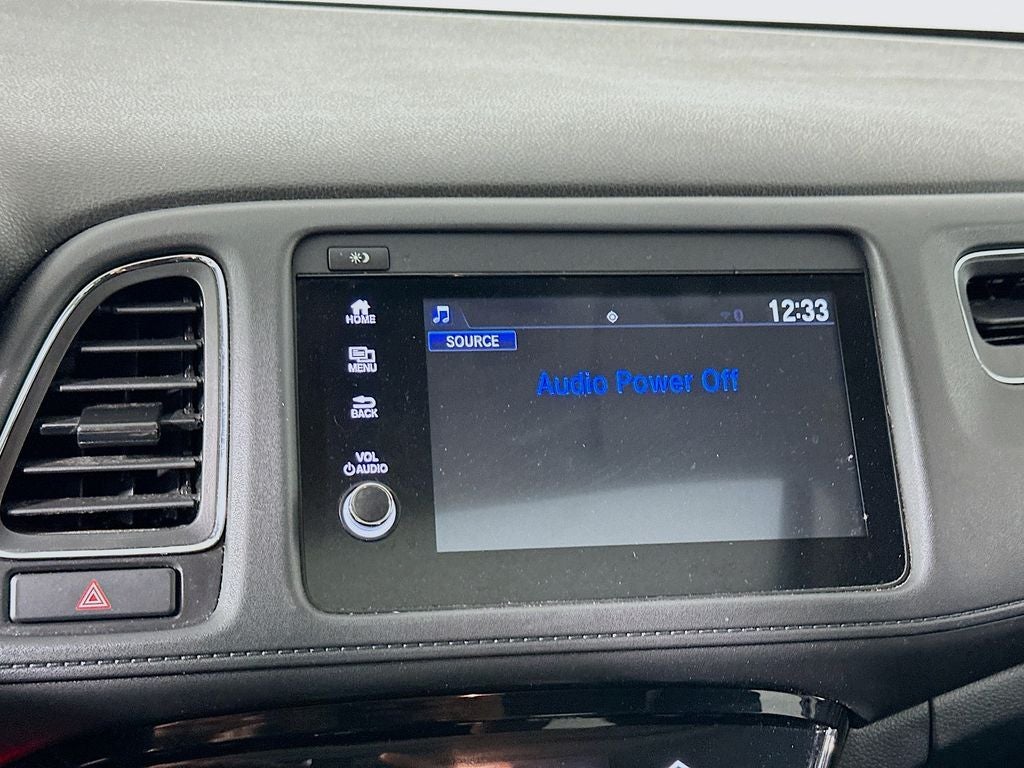 HOME
MENU
BACK
VOL
AUDIO
12:33
SOURCE
Audio Power Off